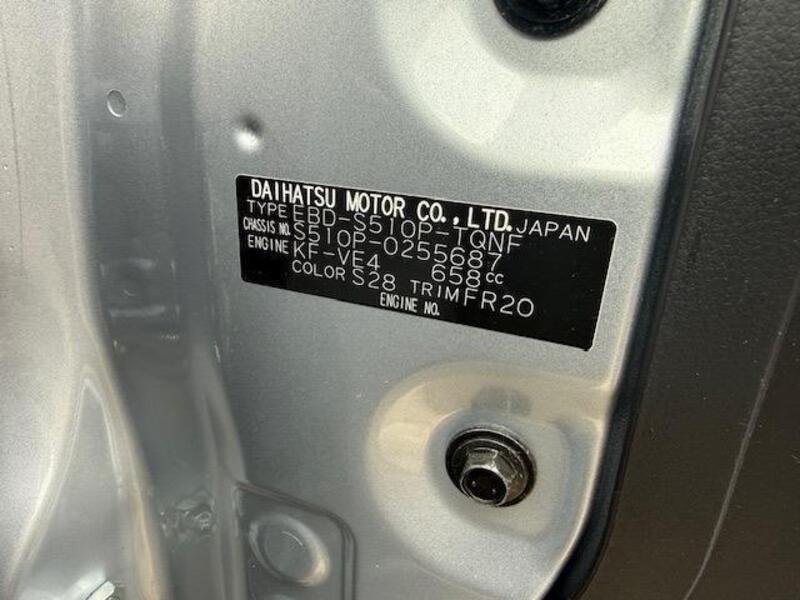 DAIHATSU MOTOR CO.,LTD. JAPAN
TYPE EBD-S510P-TQNF
CHASSIS NO. S510P-0255687
ENGINE KF-VE4 658cc
COLOR S28 TRIM FR20
ENGINE NO.